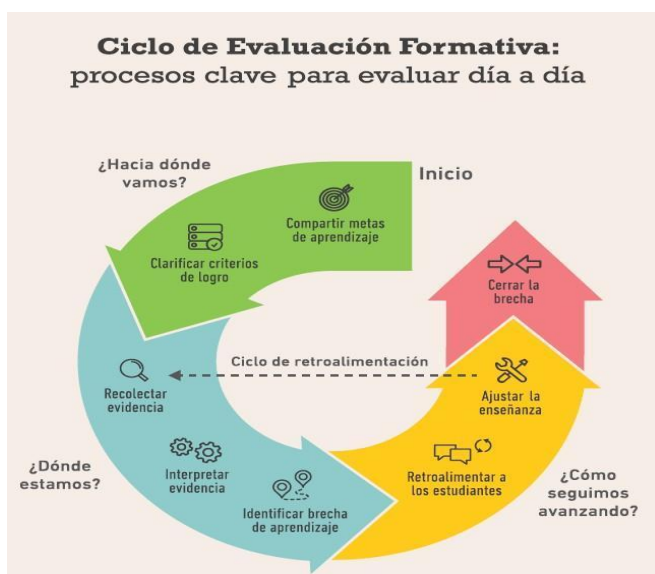 Ciclo de Evaluación Formativa:
procesos clave para evaluar día a día
¿Hacia dónde
vamos?
Inicio
Compartir metas
de aprendizaje
Clarificar criterios
de logro
Recolectar
evidencia
Interpretar
evidencia
Identificar brecha
de aprendizaje
¿Dónde
estamos?
Ciclo de retroalimentación
Retroalimentar a
los estudiantes
Ajustar la
enseñanza
¿Cómo
seguimos
avanzando?
Cerrar la
brecha